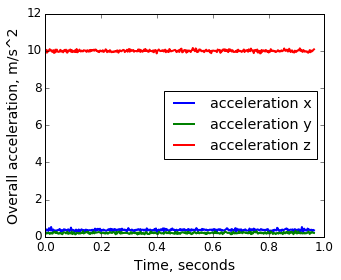 12
10
8
6
4
2
0
Overall acceleration, m/s^2
acceleration x
acceleration y
acceleration z
0.0 0.2 0.4 0.6 0.8 1.0
Time, seconds